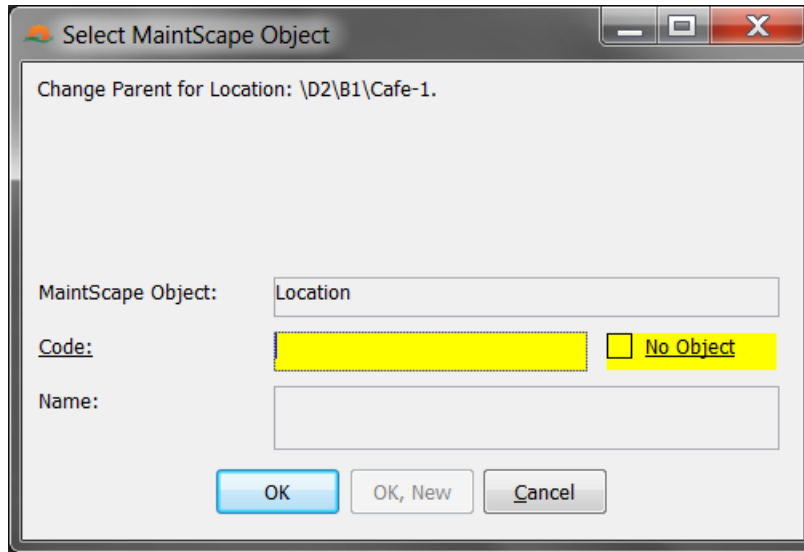 Select MaintScape Object
Change Parent for Location: \D2\B1\Cafe-1.
MaintScape Object: Location
Code: No Object
Name:
OK OK, New Cancel